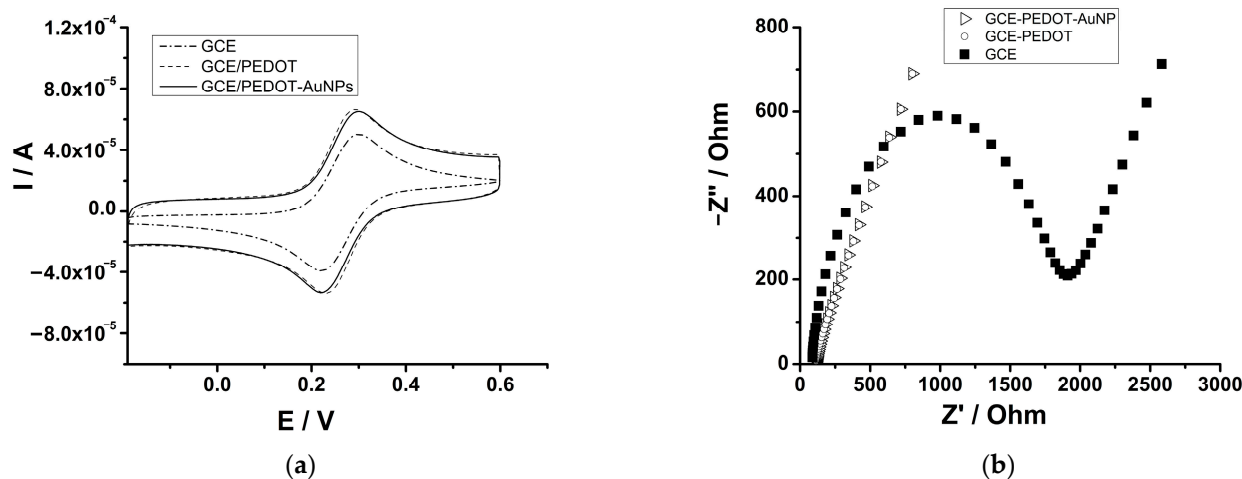 1.2x10⁻⁴
8.0x10⁻⁵
4.0x10⁻⁵
0.0
−4.0x10⁻⁵
−8.0x10⁻⁵
I / A
GCE
GCE/PEDOT
GCE/PEDOT-AuNPs
0.0 0.2 0.4 0.6
E / V
(a)
800
600
400
200
0
−Z" / Ohm
GCE-PEDOT-AuNP
GCE-PEDOT
GCE
0 500 1000 1500 2000 2500 3000
Z' / Ohm
(b)